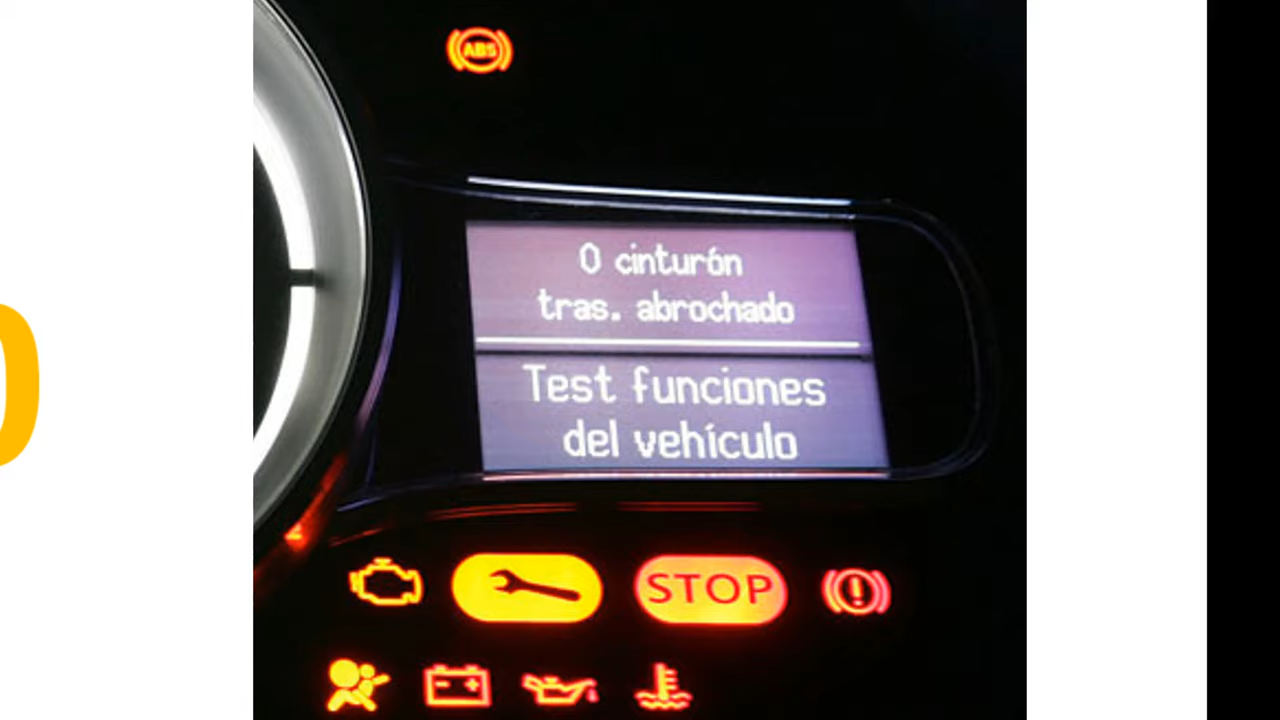 ABS
0 cinturón
tras. abrochado
Test funciones
del vehículo
STOP